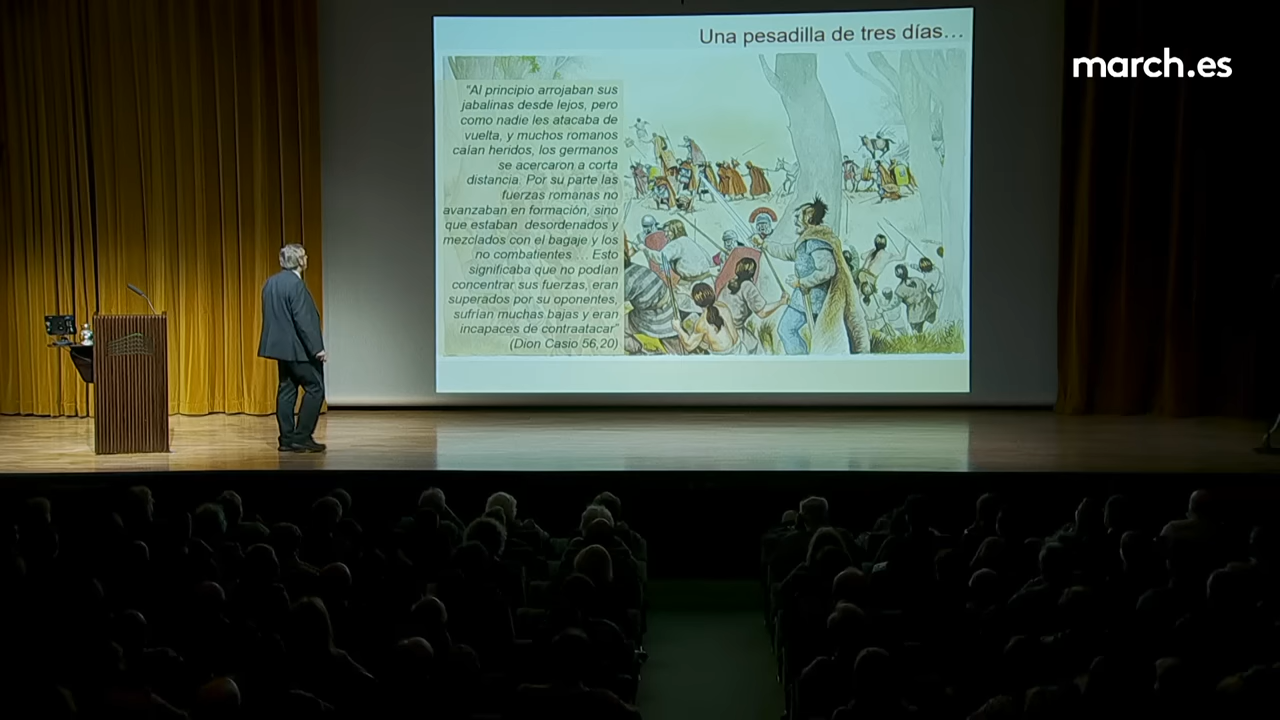 Una pesadilla de tres días...
march.es
"Al principio arrojaban sus
jabalinas desde lejos, pero
como nadie les atacaba de
vuelta, y muchos romanos
caían heridos, los germanos
se acercaron a corta
distancia. Por su parte las
fuerzas romanas no
avanzaban en formación, sino
que estaban desordenados y
mezclados con el bagaje y los
no combatientes ... Esto
significaba que no podían
concentrar sus fuerzas, eran
superados por su oponentes,
sufrían muchas bajas y eran
incapaces de contraatacar"
(Dion Casio 56,20)